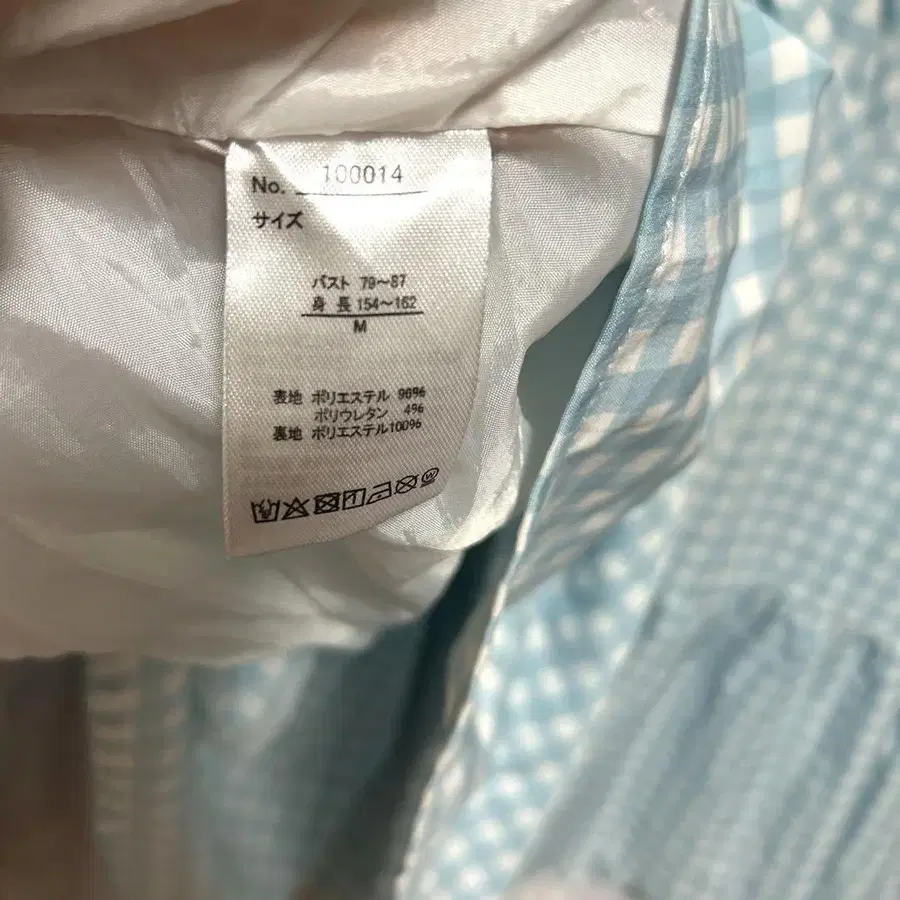 No. 100014
サイズ
バスト 79～87
身 長 154～162
M
表地 ポリエステル 96%
ポリウレタン 4%
裏地 ポリエステル100%